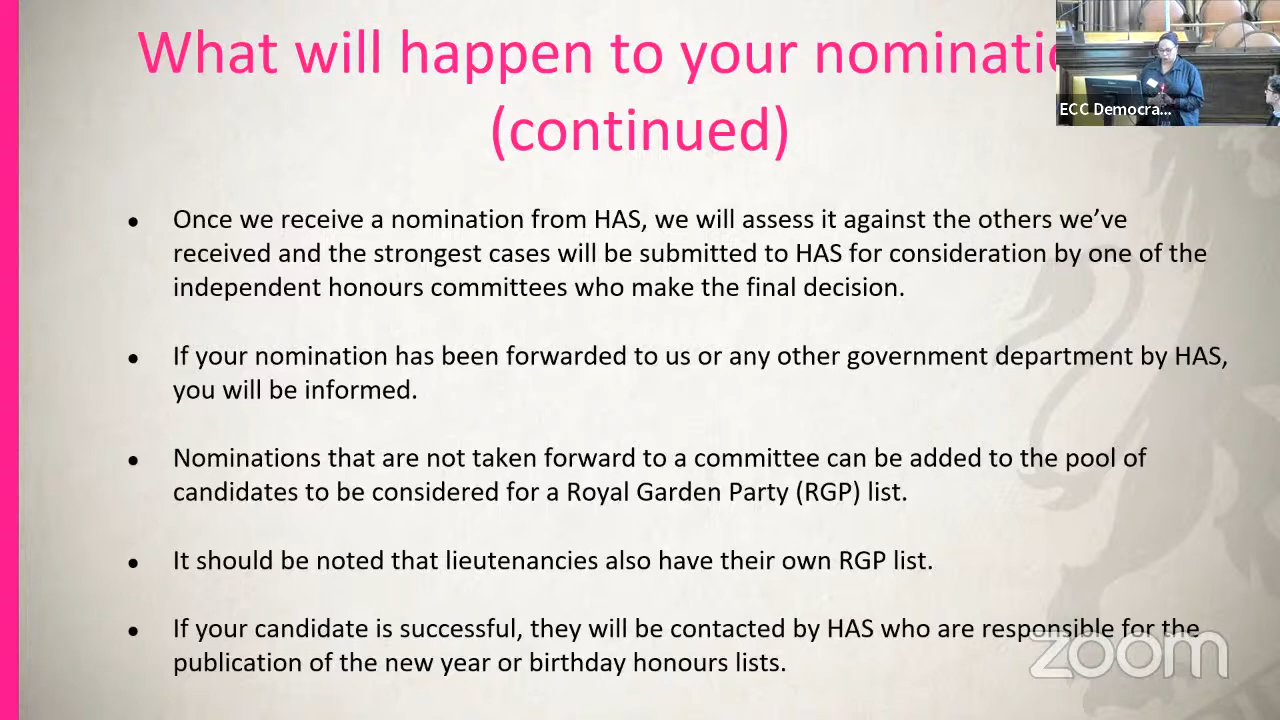 What will happen to your nominatio
(continued)
ECC Democra...
• Once we receive a nomination from HAS, we will assess it against the others we’ve
received and the strongest cases will be submitted to HAS for consideration by one of the
independent honours committees who make the final decision.
• If your nomination has been forwarded to us or any other government department by HAS,
you will be informed.
• Nominations that are not taken forward to a committee can be added to the pool of
candidates to be considered for a Royal Garden Party (RGP) list.
• It should be noted that lieutenancies also have their own RGP list.
• If your candidate is successful, they will be contacted by HAS who are responsible for the
publication of the new year or birthday honours lists.
zoom